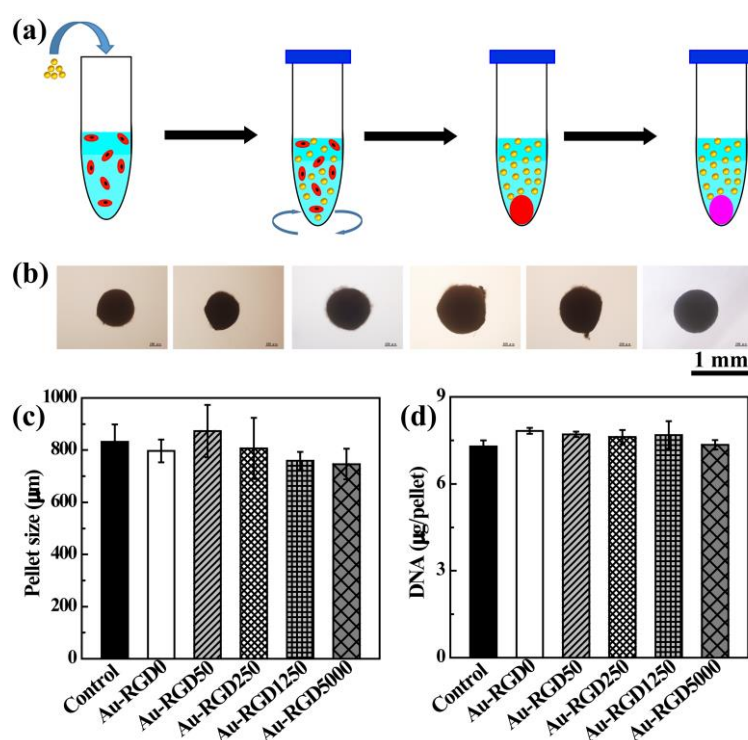 (a)
(b)
1 mm
(c)
1000
800
600
400
200
0
Pellet size (µm)
Control
Au-RGD0
Au-RGD50
Au-RGD250
Au-RGD1250
Au-RGD5000
(d)
9
6
3
0
DNA (µg/pellet)
Control
Au-RGD0
Au-RGD50
Au-RGD250
Au-RGD1250
Au-RGD5000